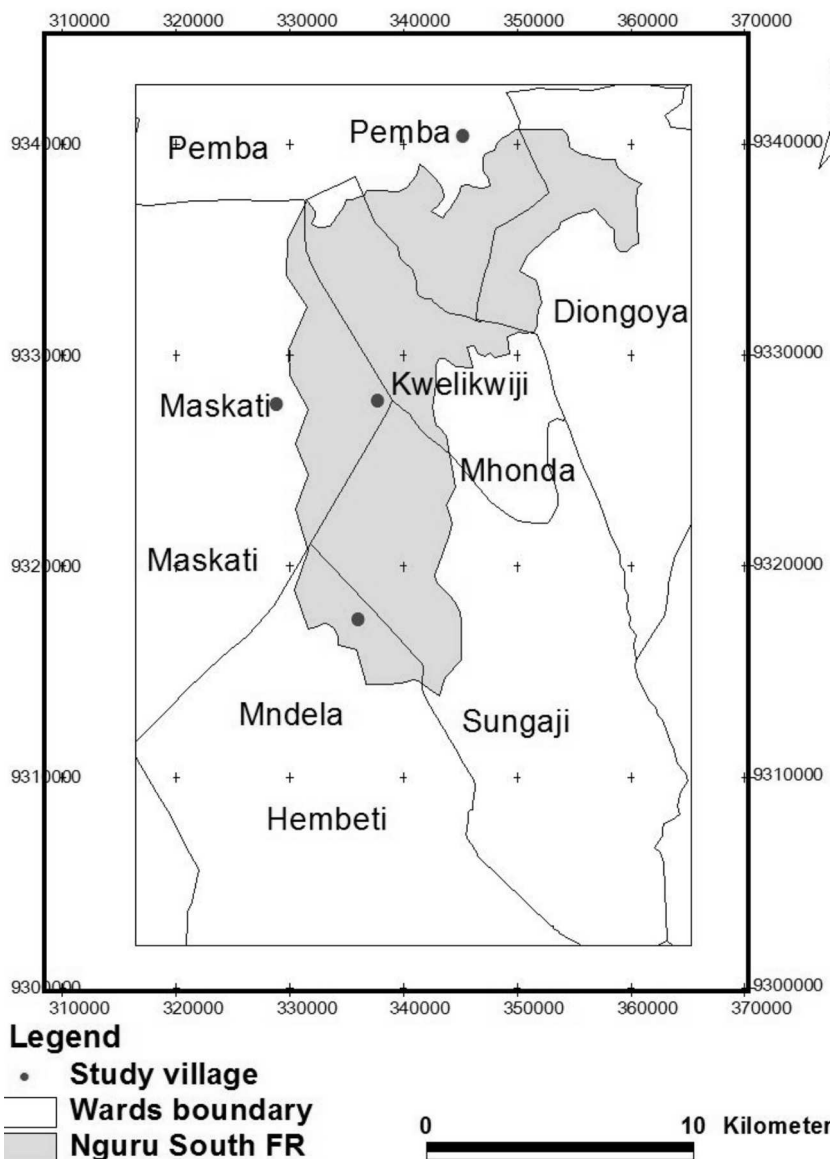 310000 320000 330000 340000 350000 360000 370000
Pemba
Pemba
9340000
9340000
Diongoya
9330000
9330000
Kwelikwiji
Maskati
Mhonda
Maskati
9320000
9320000
Mndela
Sungaji
9310000
9310000
Hembeti
9300000
9300000
310000 320000 330000 340000 350000 360000 370000
Legend
Study village
Wards boundary
Nguru South FR
0 10 Kilometer